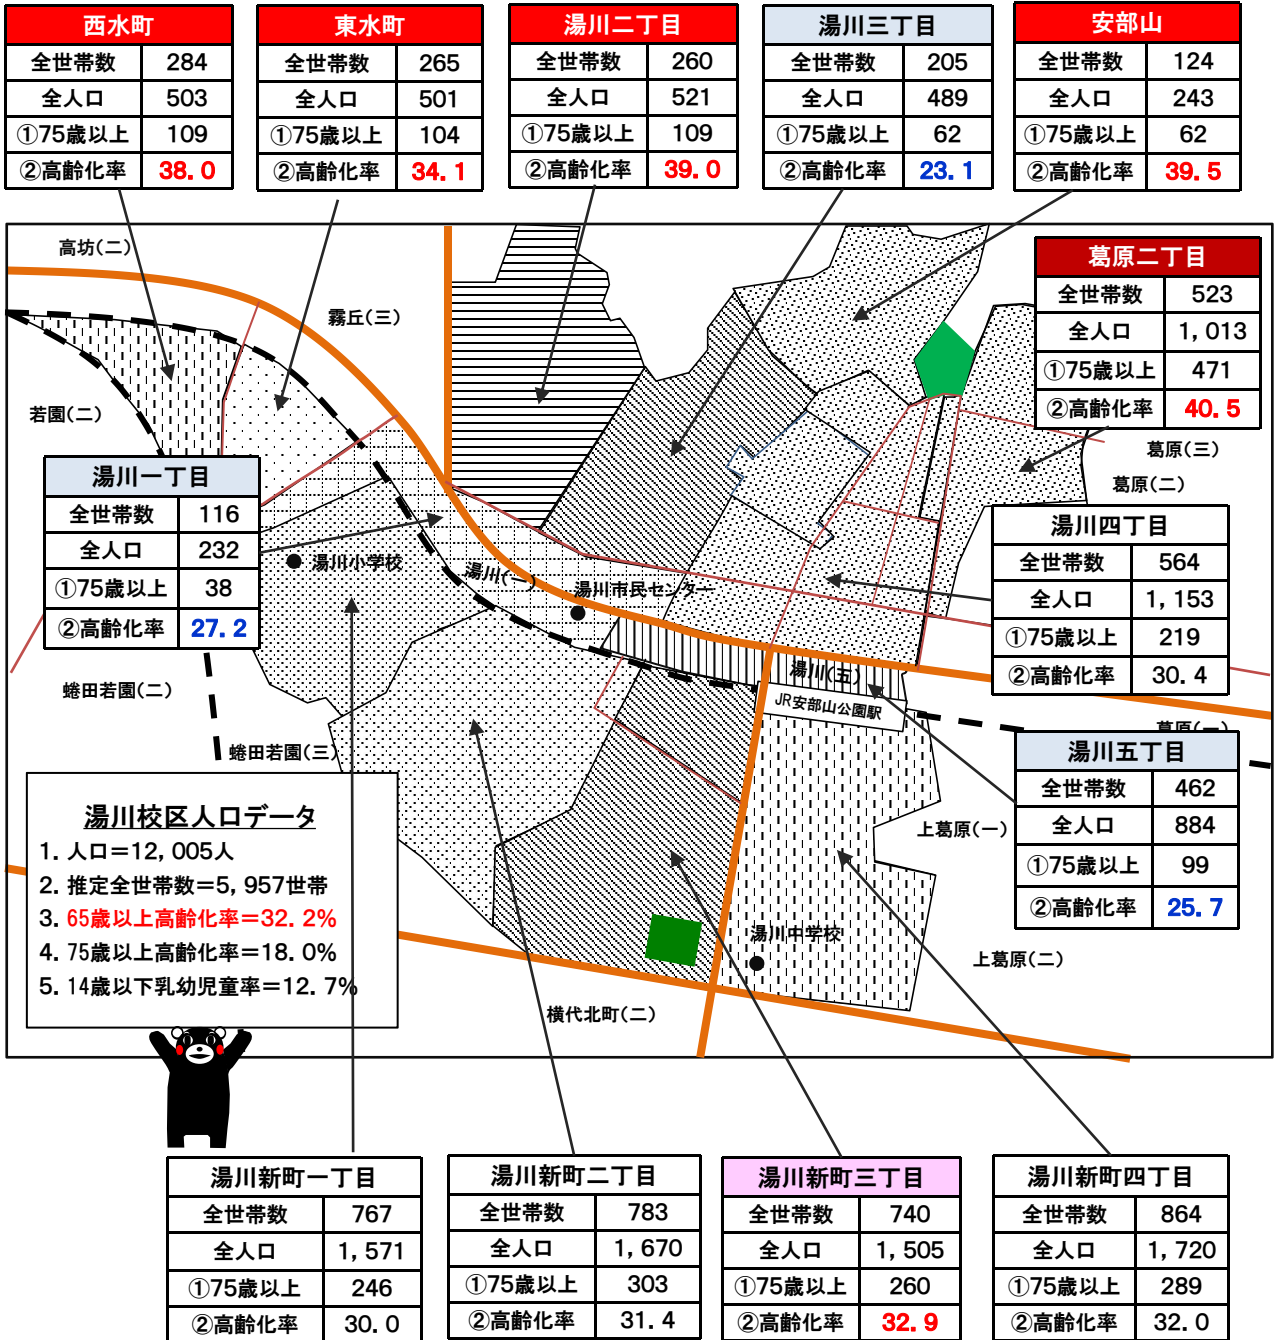 西水町
全世帯数 284
全人口 503
①75歳以上 109
②高齢化率 38.0
東水町
全世帯数 265
全人口 501
①75歳以上 104
②高齢化率 34.1
湯川二丁目
全世帯数 260
全人口 521
①75歳以上 109
②高齢化率 39.0
湯川三丁目
全世帯数 205
全人口 489
①75歳以上 62
②高齢化率 23.1
安部山
全世帯数 124
全人口 243
①75歳以上 62
②高齢化率 39.5
葛原二丁目
全世帯数 523
全人口 1,013
①75歳以上 471
②高齢化率 40.5
高坊(二)
霧丘(三)
若園(二)
葛原(三)
葛原(二)
湯川一丁目
全世帯数 116
全人口 232
①75歳以上 38
②高齢化率 27.2
湯川小学校
湯川(一)
湯川市民センター
湯川四丁目
全世帯数 564
全人口 1,153
①75歳以上 219
②高齢化率 30.4
蜷田若園(二)
湯川(五)
JR安部山公園駅
葛原(一)
蜷田若園(三)
湯川五丁目
全世帯数 462
全人口 884
①75歳以上 99
②高齢化率 25.7
上葛原(一)
湯川校区人口データ
1. 人口=12,005人
2. 推定全世帯数=5,957世帯
3. 65歳以上高齢化率=32.2%
4. 75歳以上高齢化率=18.0%
5. 14歳以下乳幼児童率=12.7%
湯川中学校
上葛原(二)
横代北町(二)
湯川新町一丁目
全世帯数 767
全人口 1,571
①75歳以上 246
②高齢化率 30.0
湯川新町二丁目
全世帯数 783
全人口 1,670
①75歳以上 303
②高齢化率 31.4
湯川新町三丁目
全世帯数 740
全人口 1,505
①75歳以上 260
②高齢化率 32.9
湯川新町四丁目
全世帯数 864
全人口 1,720
①75歳以上 289
②高齢化率 32.0